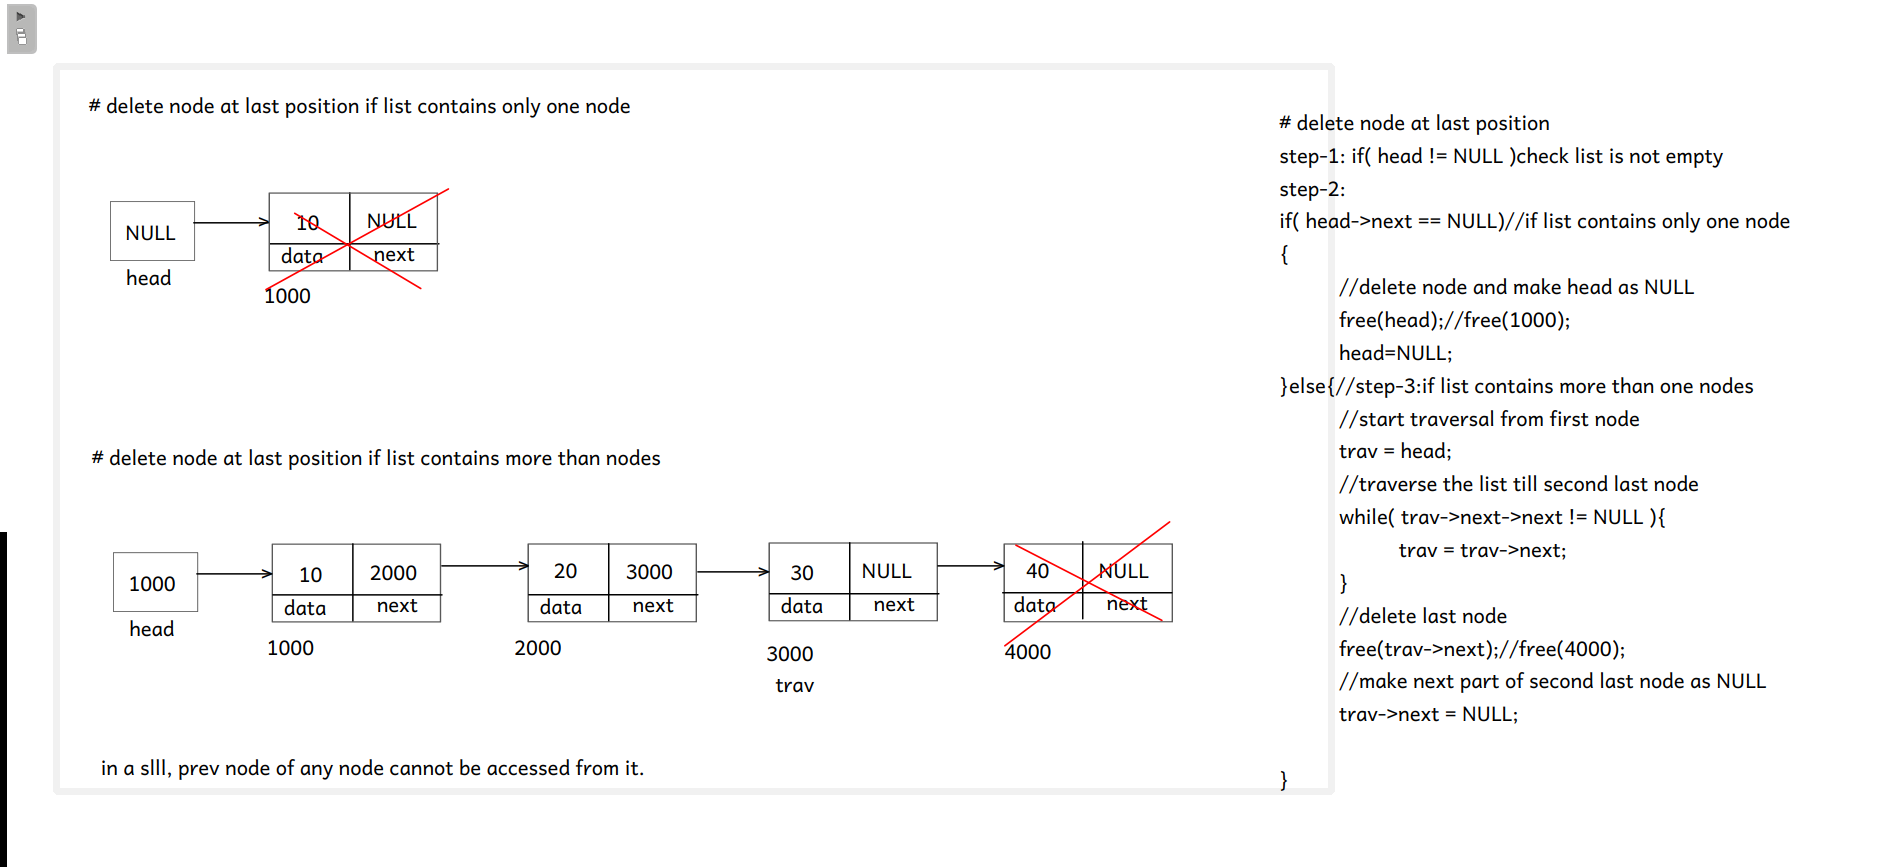 # delete node at last position if list contains only one node
NULL
head
10 NULL
data next
1000
# delete node at last position if list contains more than nodes
1000
head
10 2000
data next
1000
20 3000
data next
2000
30 NULL
data next
3000
trav
40 NULL
data next
4000
in a slll, prev node of any node cannot be accessed from it.
# delete node at last position
step-1: if( head != NULL )check list is not empty
step-2:
if( head->next == NULL)//if list contains only one node
{
//delete node and make head as NULL
free(head);//free(1000);
head=NULL;
}else{//step-3:if list contains more than one nodes
//start traversal from first node
trav = head;
//traverse the list till second last node
while( trav->next->next != NULL ){
trav = trav->next;
}
//delete last node
free(trav->next);//free(4000);
//make next part of second last node as NULL
trav->next = NULL;
}